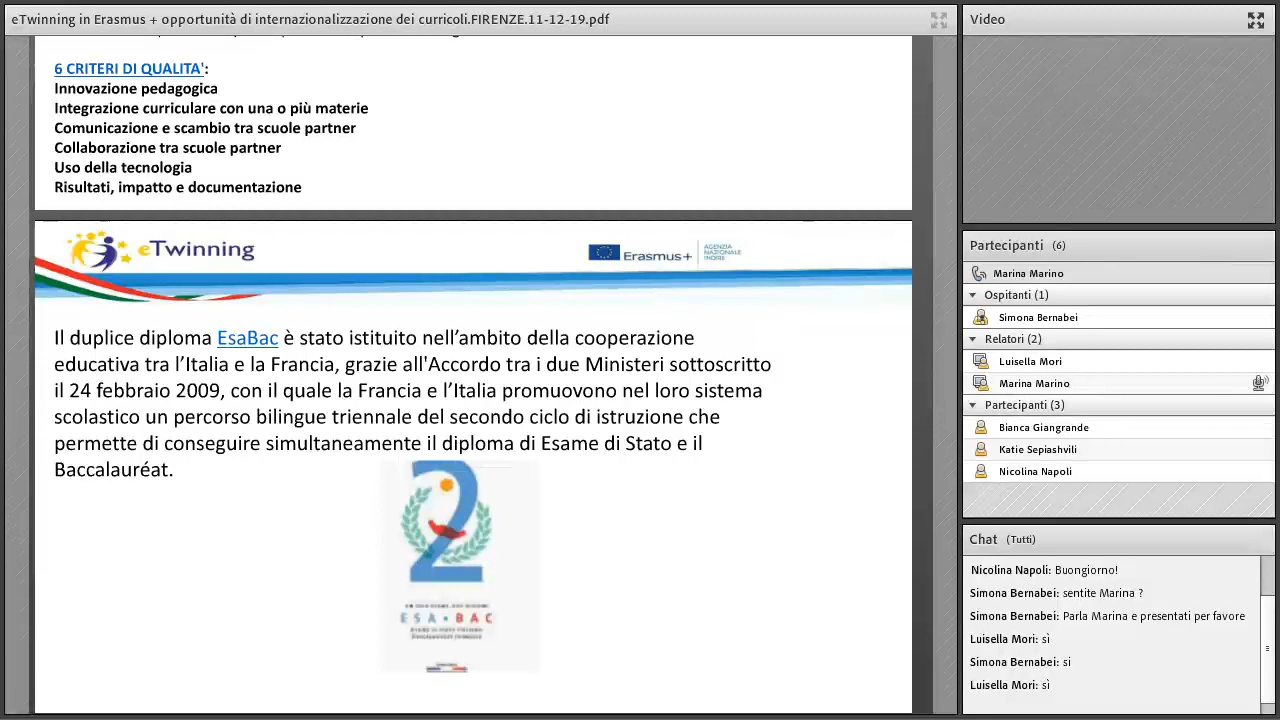 eTwinning in Erasmus + opportunità di internazionalizzazione dei curricoli.FIRENZE.11-12-19.pdf
6 CRITERI DI QUALITA':
Innovazione pedagogica
Integrazione curriculare con una o più materie
Comunicazione e scambio tra scuole partner
Collaborazione tra scuole partner
Uso della tecnologia
Risultati, impatto e documentazione
eTwinning
Erasmus+
AGENZIA
NAZIONALE
INDIRE
Il duplice diploma EsaBac è stato istituito nell’ambito della cooperazione
educativa tra l’Italia e la Francia, grazie all'Accordo tra i due Ministeri sottoscritto
il 24 febbraio 2009, con il quale la Francia e l’Italia promuovono nel loro sistema
scolastico un percorso bilingue triennale del secondo ciclo di istruzione che
permette di conseguire simultaneamente il diploma di Esame di Stato e il
Baccalauréat.
2
ESA • BAC
Video
Partecipanti (6)
Marina Marino
Ospitanti (1)
Simona Bernabei
Relatori (2)
Luisella Mori
Marina Marino
Partecipanti (3)
Bianca Giangrande
Katie Sepiashvili
Nicolina Napoli
Chat (Tutti)
Nicolina Napoli: Buongiorno!
Simona Bernabei: sentite Marina ?
Simona Bernabei: Parla Marina e presentati per favore
Luisella Mori: sì
Simona Bernabei: si
Luisella Mori: sì